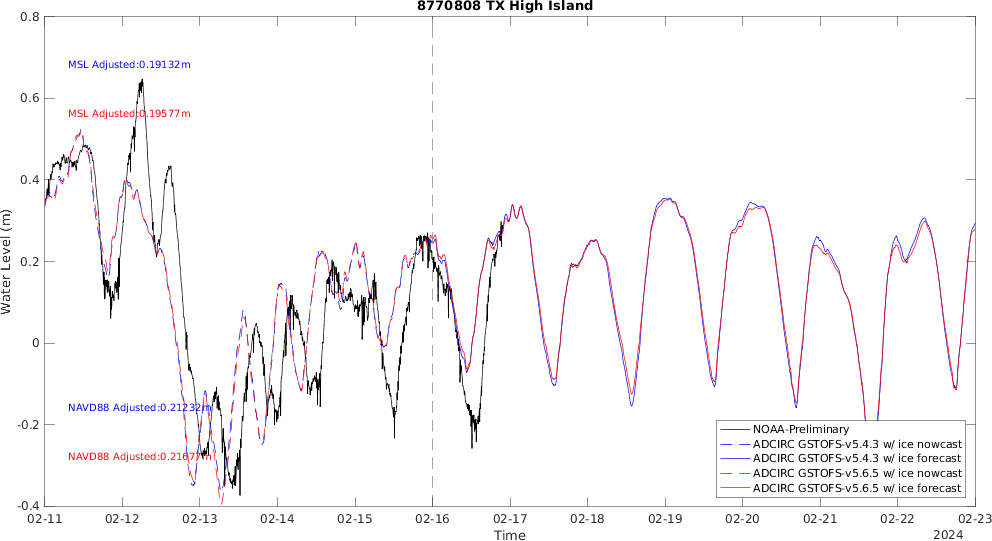 8770808 TX High Island
0.8
0.6
0.4
0.2
0
-0.2
-0.4
Water Level (m)
MSL Adjusted:0.19132m
MSL Adjusted:0.19577m
NAVD88 Adjusted:0.21232m
NAVD88 Adjusted:0.21677m
NOAA-Preliminary
ADCIRC GSTOFS-v5.4.3 w/ ice nowcast
ADCIRC GSTOFS-v5.4.3 w/ ice forecast
ADCIRC GSTOFS-v5.6.5 w/ ice nowcast
ADCIRC GSTOFS-v5.6.5 w/ ice forecast
02-11 02-12 02-13 02-14 02-15 02-16 02-17 02-18 02-19 02-20 02-21 02-22 02-23
Time
2024